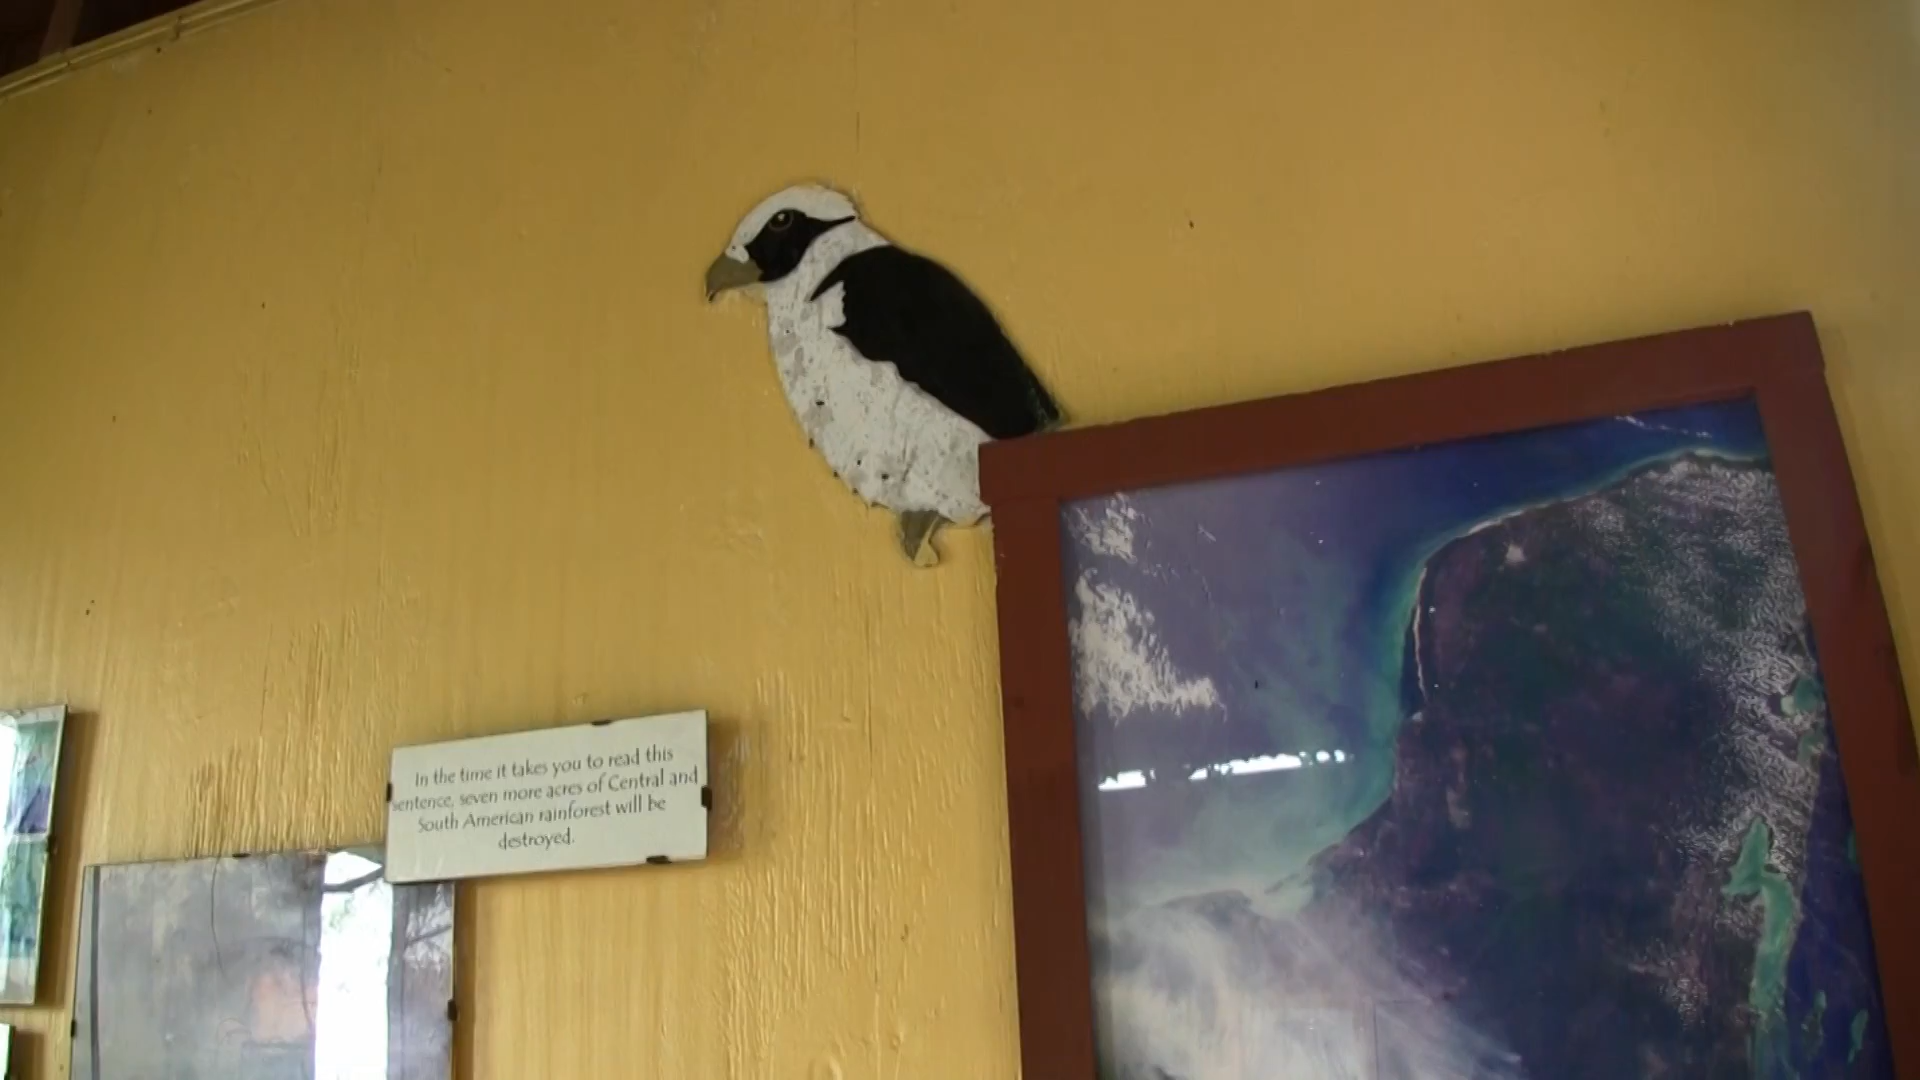 In the time it takes you to read this
sentence, seven more acres of Central and
South American rainforest will be
destroyed.